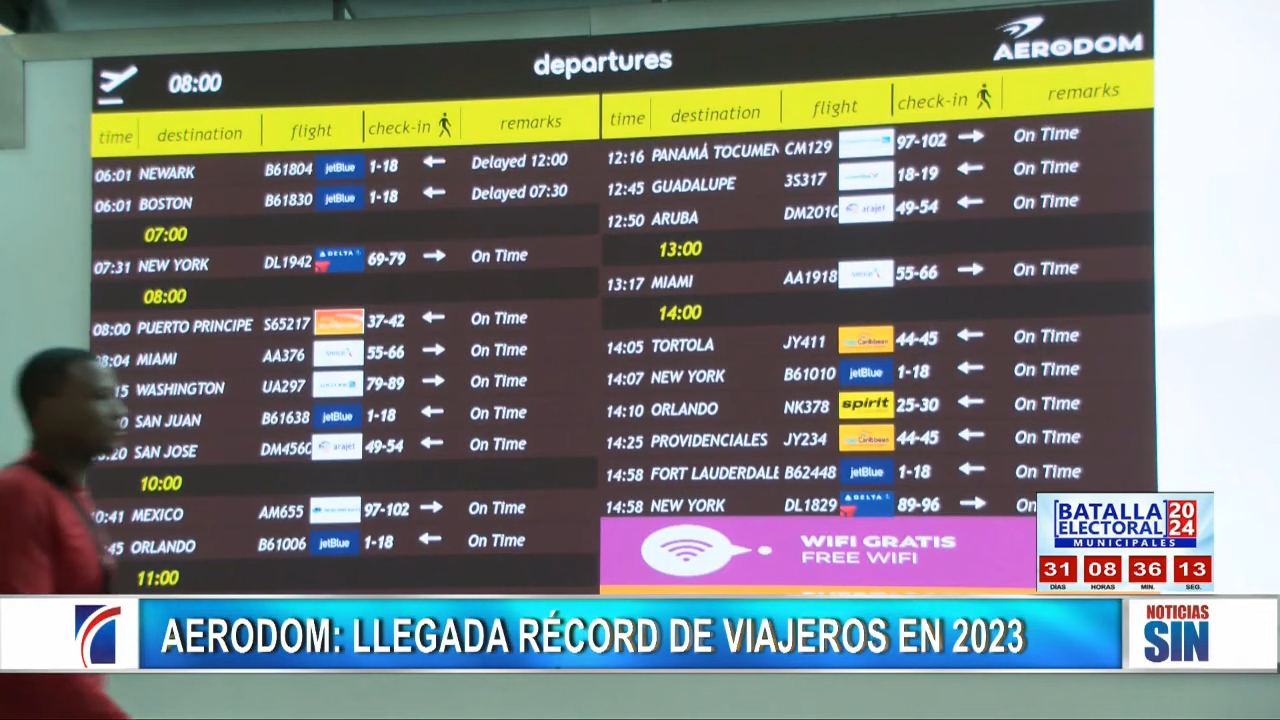 08:00
departures
AERODOM
time destination flight check-in remarks
06:01 NEWARK B61804 jetBlue 1-18 Delayed 12:00
06:01 BOSTON B61830 jetBlue 1-18 Delayed 07:30
07:00
07:31 NEW YORK DL1942 DELTA 69-79 On Time
08:00
08:00 PUERTO PRINCIPE S65217 37-42 On Time
8:04 MIAMI AA376 55-66 On Time
15 WASHINGTON UA297 79-89 On Time
0 SAN JUAN B61638 jetBlue 1-18 On Time
:20 SAN JOSE DM4560 arajet 49-54 On Time
10:00
0:41 MEXICO AM655 97-102 On Time
:45 ORLANDO B61006 jetBlue 1-18 On Time
11:00
time destination flight check-in remarks
12:16 PANAMÁ TOCUMEN CM129 97-102 On Time
12:45 GUADALUPE 3S317 18-19 On Time
12:50 ARUBA DM2010 arajet 49-54 On Time
13:00
13:17 MIAMI AA1918 55-66 On Time
14:00
14:05 TORTOLA JY411 Caribbean 44-45 On Time
14:07 NEW YORK B61010 jetBlue 1-18 On Time
14:10 ORLANDO NK378 spirit 25-30 On Time
14:25 PROVIDENCIALES JY234 Caribbean 44-45 On Time
14:58 FORT LAUDERDALE B62448 jetBlue 1-18 On Time
14:58 NEW YORK DL1829 DELTA 89-96 On
WIFI GRATIS
FREE WIFI
BATALLA
ELECTORAL
2024
MUNICIPALES
31 08 36 13
DÍAS HORAS MIN. SEG.
AERODOM: LLEGADA RÉCORD DE VIAJEROS EN 2023
NOTICIAS
SIN